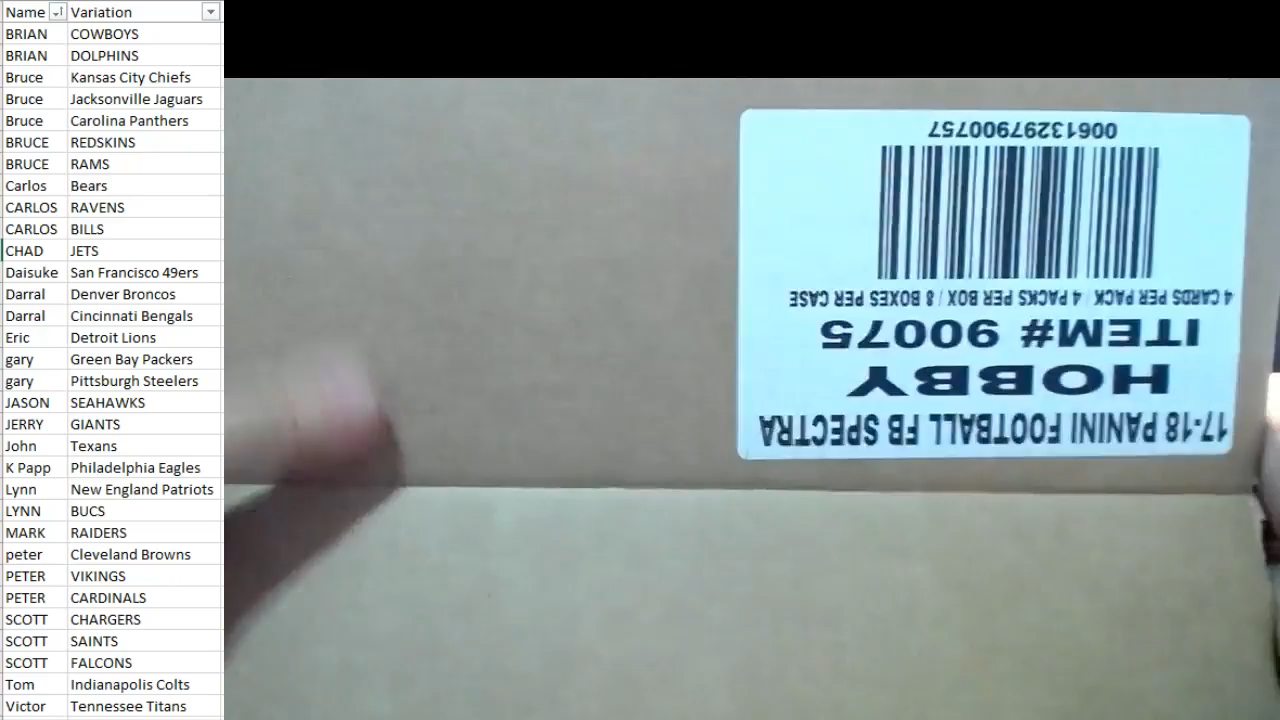 Name Variation
BRIAN COWBOYS
BRIAN DOLPHINS
Bruce Kansas City Chiefs
Bruce Jacksonville Jaguars
Bruce Carolina Panthers
BRUCE REDSKINS
BRUCE RAMS
Carlos Bears
CARLOS RAVENS
CARLOS BILLS
CHAD JETS
Daisuke San Francisco 49ers
Darral Denver Broncos
Darral Cincinnati Bengals
Eric Detroit Lions
gary Green Bay Packers
gary Pittsburgh Steelers
JASON SEAHAWKS
JERRY GIANTS
John Texans
K Papp Philadelphia Eagles
Lynn New England Patriots
LYNN BUCS
MARK RAIDERS
peter Cleveland Browns
PETER VIKINGS
PETER CARDINALS
SCOTT CHARGERS
SCOTT SAINTS
SCOTT FALCONS
Tom Indianapolis Colts
Victor Tennessee Titans
17-18 PANINI FOOTBALL FB SPECTRA
HOBBY
ITEM# 90075
4 CARDS PER PACK / 4 PACKS PER BOX / 8 BOXES PER CASE
00613297900757